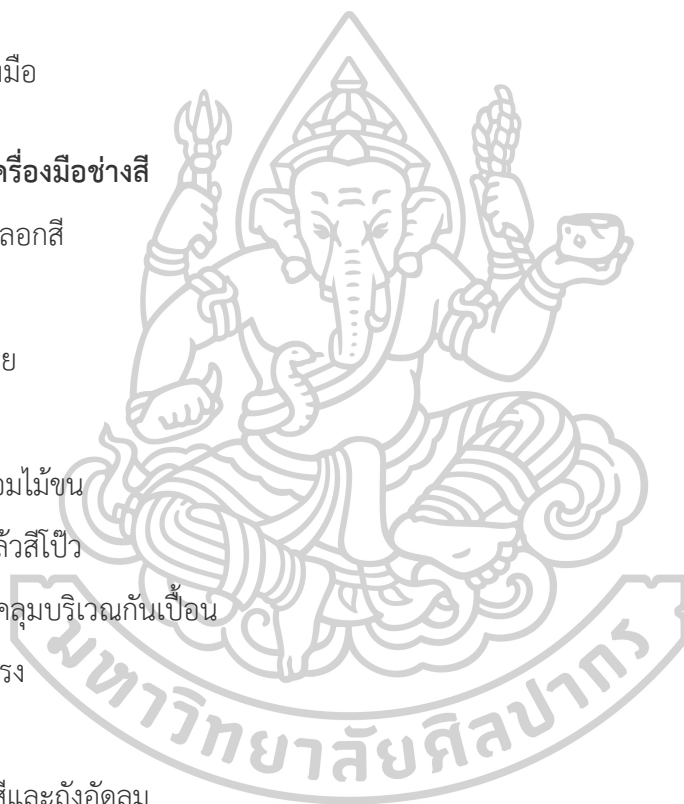 มือ
ครื่องมือช่างสี
ลอกสี
ย
อมไม้ขน
ล้วสีโป๊ว
คลุมบริเวณกันเปื้อน
รง
มหาวิทยาลัยศิลปากร
สีและถังอัดลม